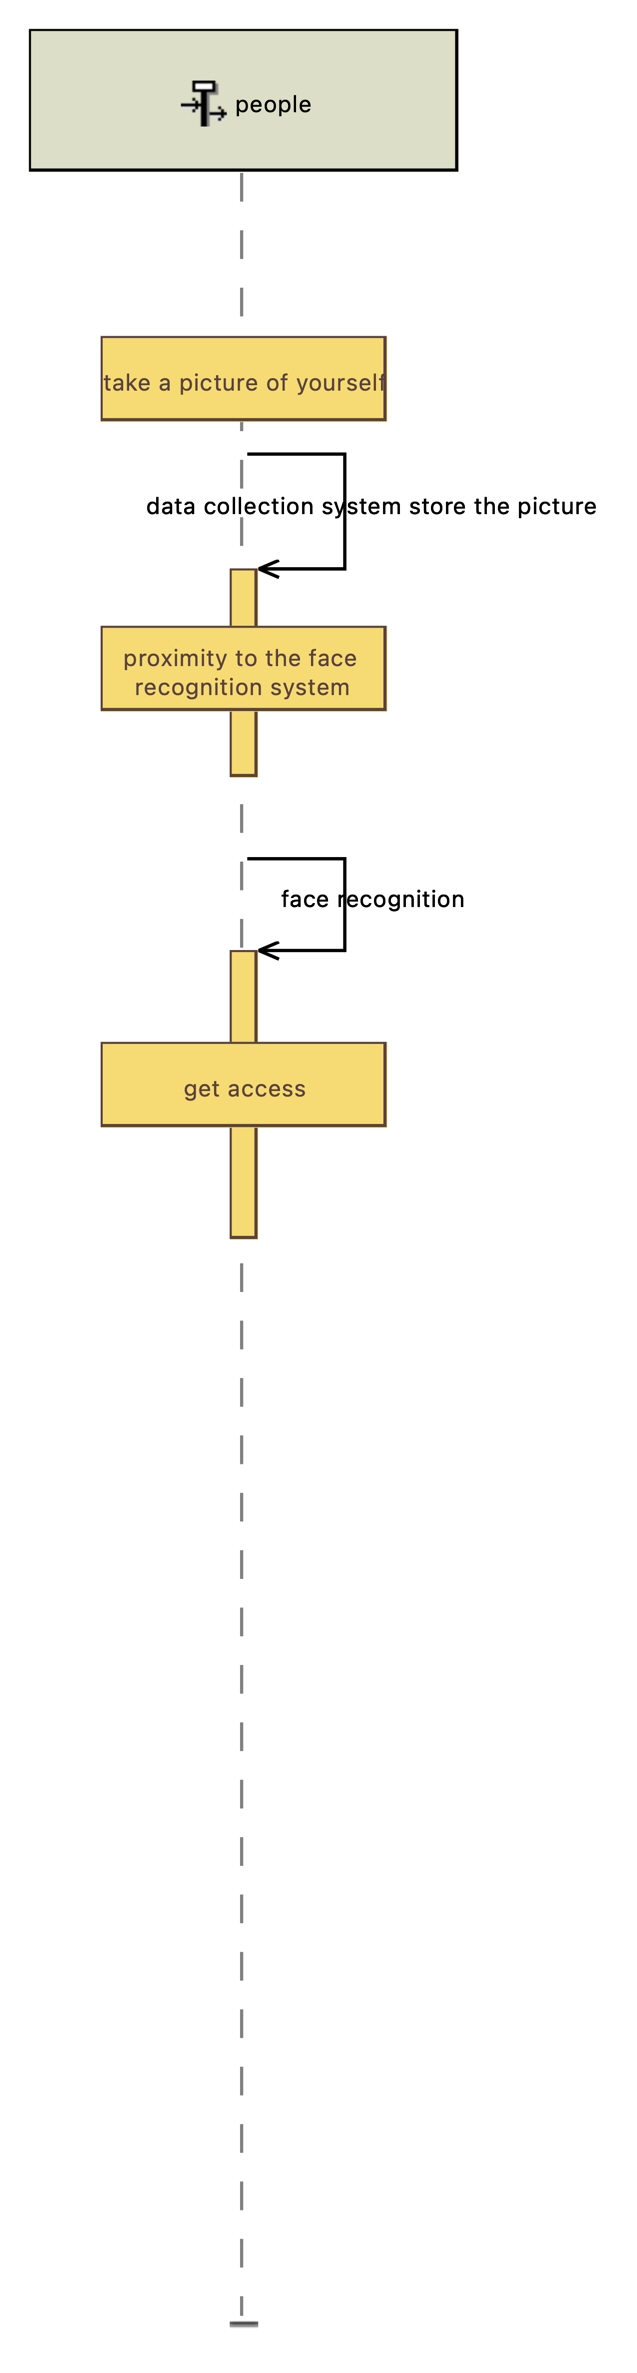 people
take a picture of yourself
data collection system store the picture
proximity to the face
recognition system
face recognition
get access